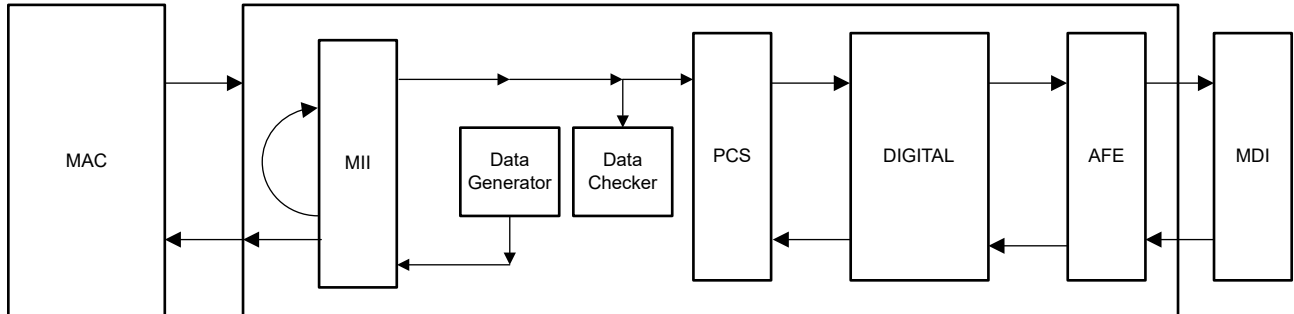 MAC
MII
Data
Generator
Data
Checker
PCS
DIGITAL
AFE
MDI